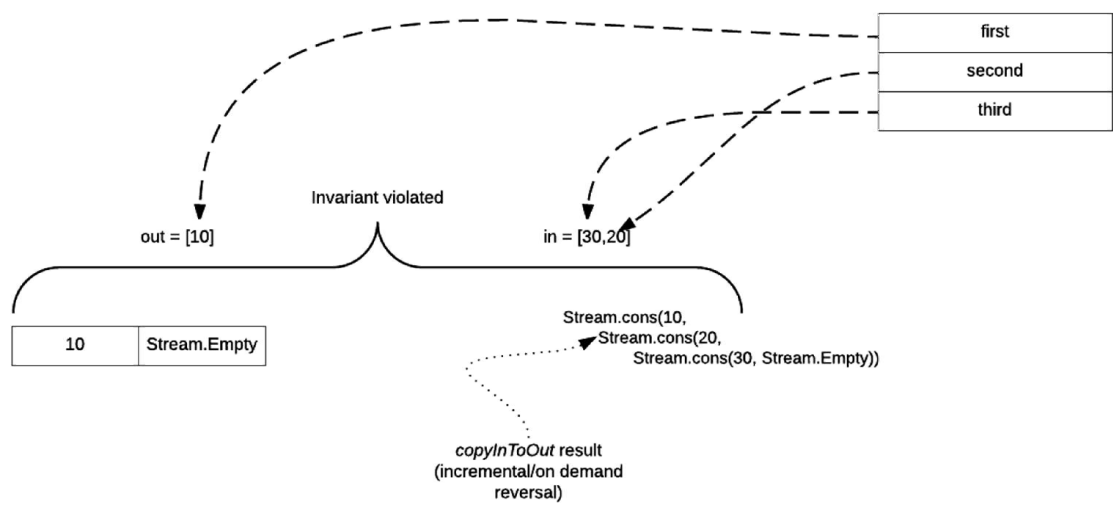 first
second
third
Invariant violated
out = [10]
in = [30,20]
Stream.cons(10,
Stream.cons(20,
Stream.cons(30, Stream.Empty))
10
Stream.Empty
copyInToOut result
(incremental/on demand
reversal)